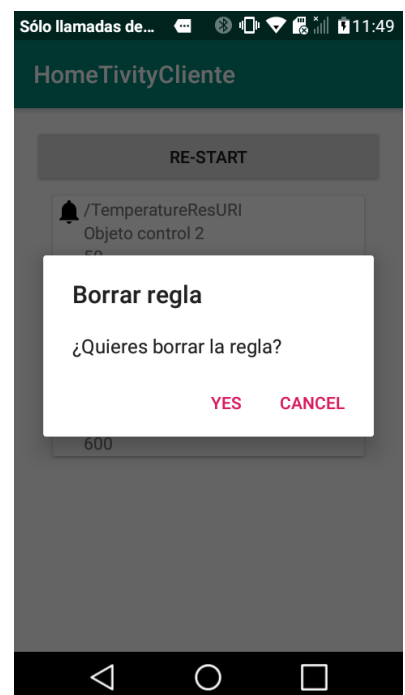 Sólo llamadas de... 11:49
HomeTivityCliente
RE-START
/TemperatureResURI
Objeto control 2
Borrar regla
¿Quieres borrar la regla?
YES CANCEL
600